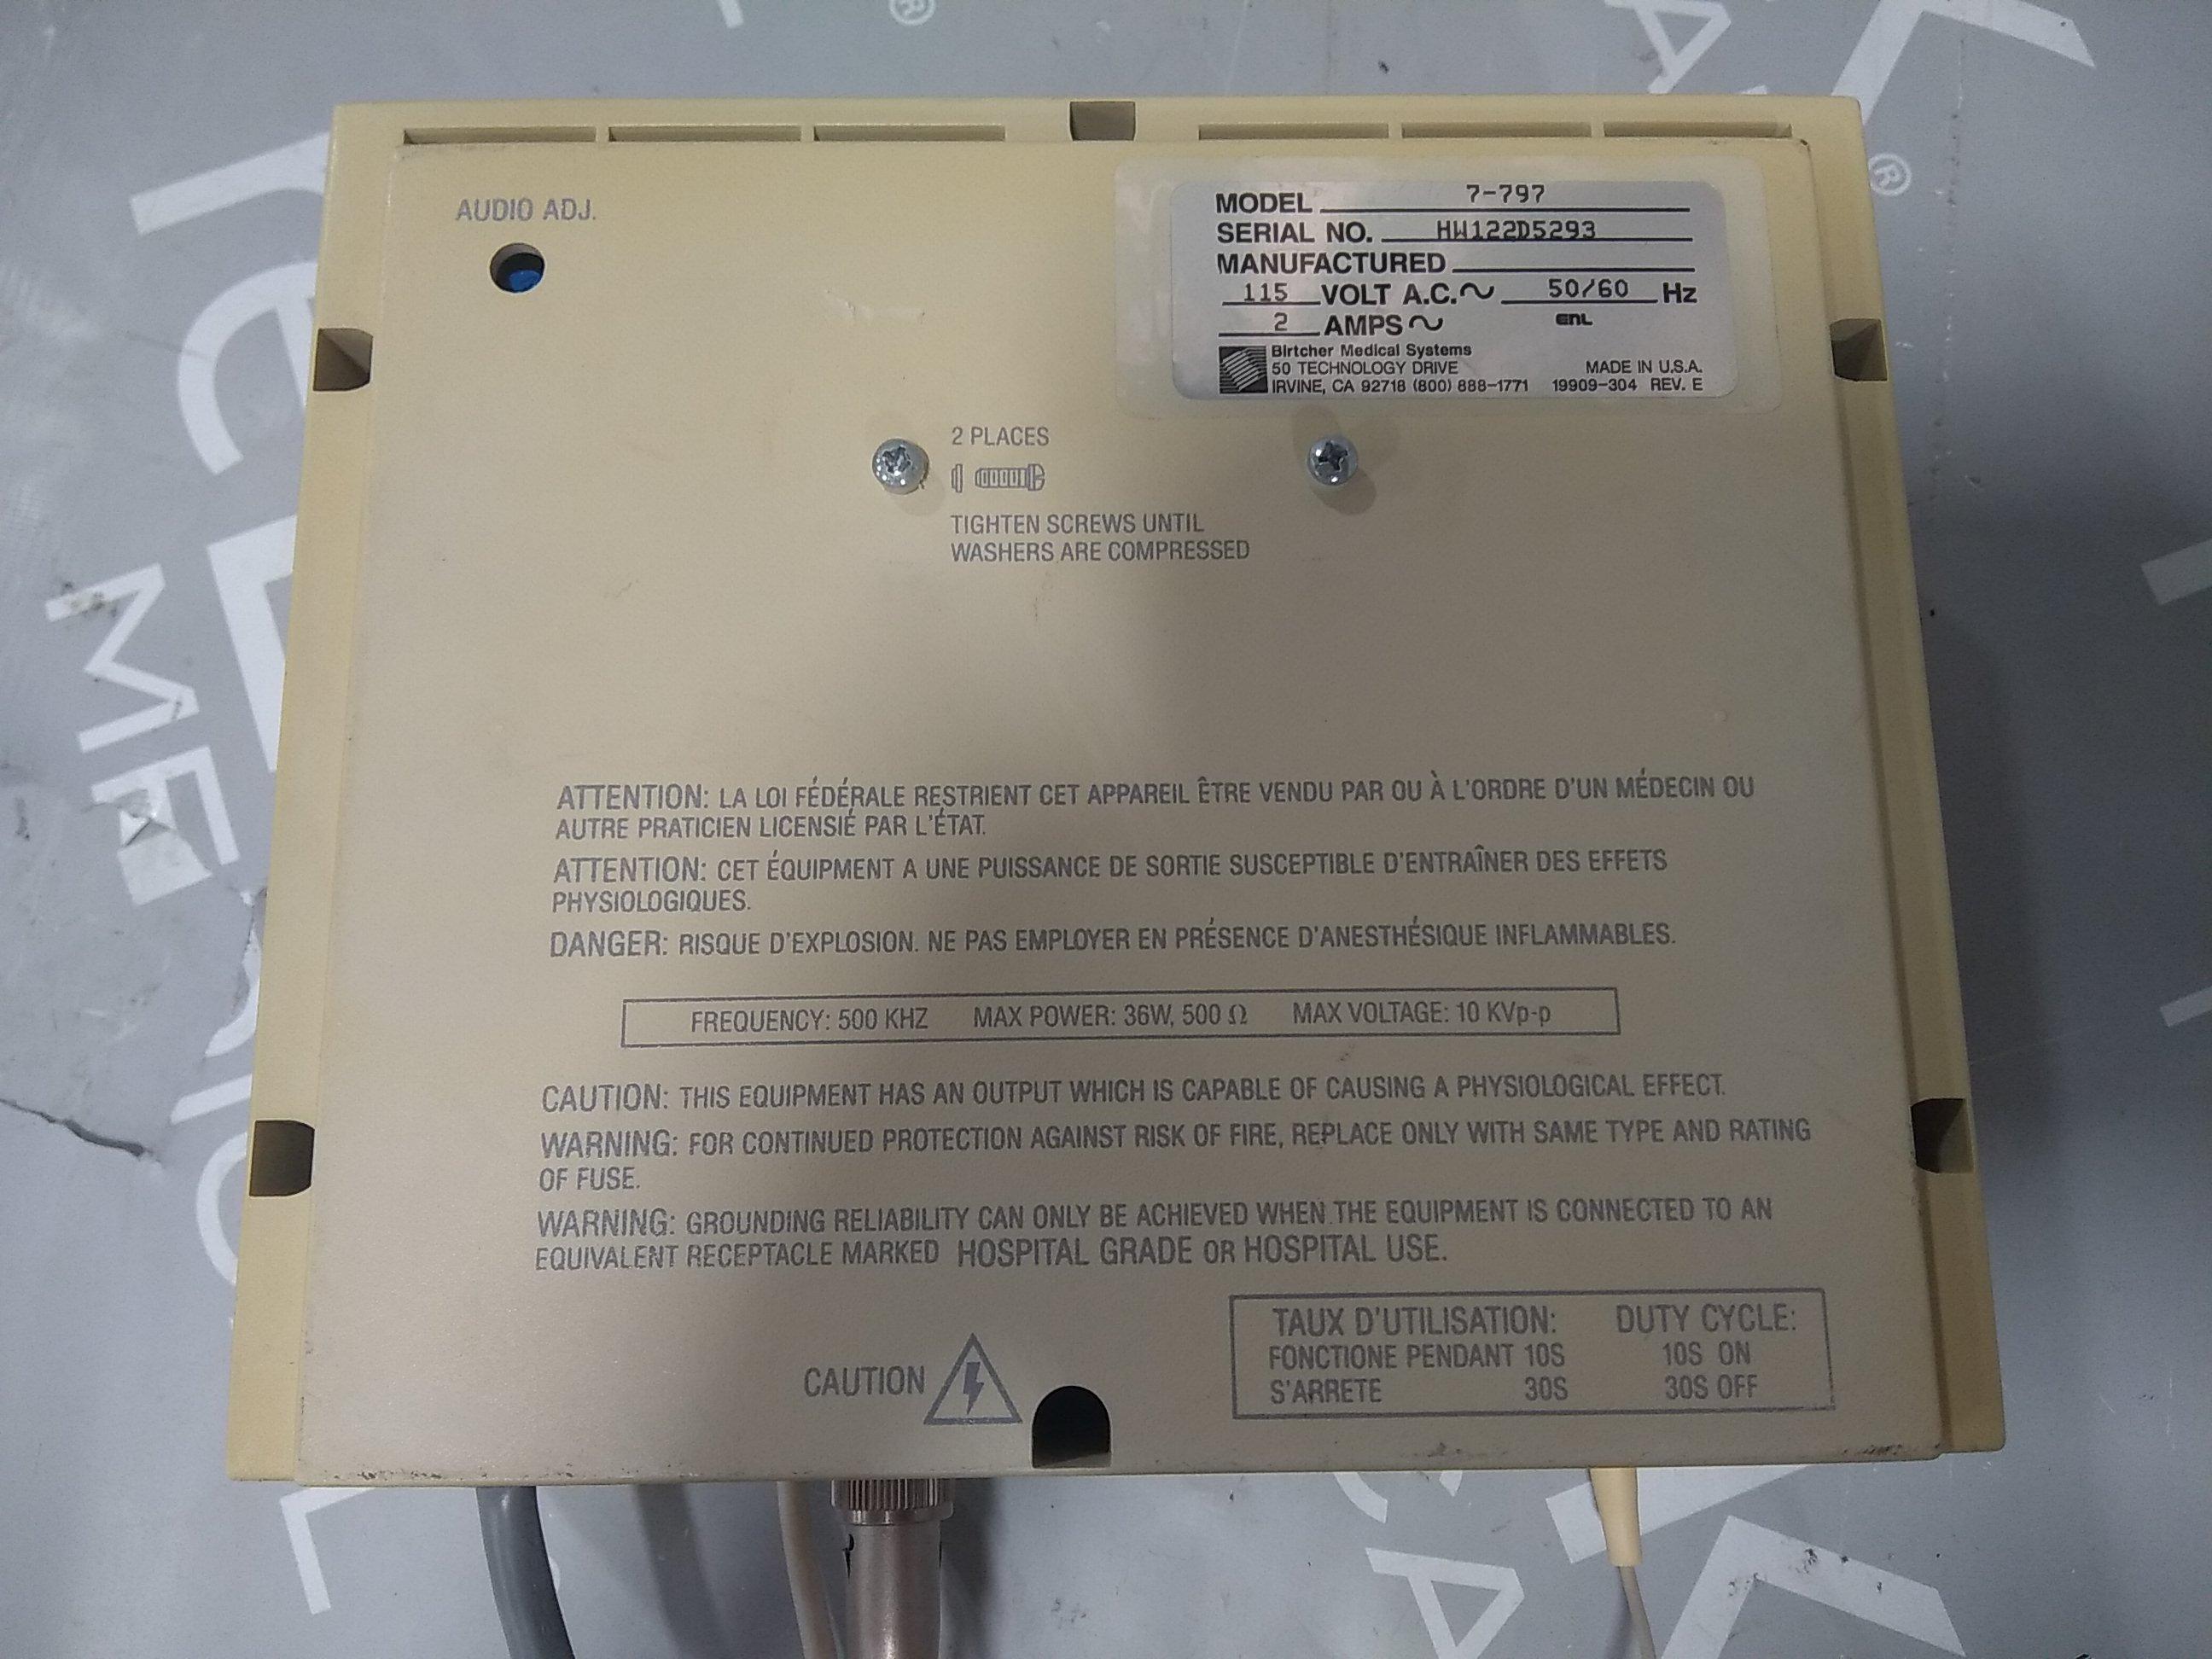 AUDIO ADJ.
MODEL 7-797
SERIAL NO. HW122D5293
MANUFACTURED
115 VOLT A.C.~ 50/60 Hz
2 AMPS~
Birtcher Medical Systems
50 TECHNOLOGY DRIVE MADE IN U.S.A.
IRVINE, CA 92718 (800) 888-1771 19909-304 REV. E
2 PLACES
TIGHTEN SCREWS UNTIL
WASHERS ARE COMPRESSED
ATTENTION: LA LOI FÉDÉRALE RESTRIENT CET APPAREIL ÊTRE VENDU PAR OU À L'ORDRE D'UN MÉDECIN OU
AUTRE PRATICIEN LICENSIÉ PAR L'ÉTAT.
ATTENTION: CET ÉQUIPMENT A UNE PUISSANCE DE SORTIE SUSCEPTIBLE D'ENTRAÎNER DES EFFETS
PHYSIOLOGIQUES.
DANGER: RISQUE D'EXPLOSION. NE PAS EMPLOYER EN PRÉSENCE D'ANESTHÉSIQUE INFLAMMABLES.
FREQUENCY: 500 KHZ MAX POWER: 36W, 500 Ω MAX VOLTAGE: 10 KVp-p
CAUTION: THIS EQUIPMENT HAS AN OUTPUT WHICH IS CAPABLE OF CAUSING A PHYSIOLOGICAL EFFECT.
WARNING: FOR CONTINUED PROTECTION AGAINST RISK OF FIRE, REPLACE ONLY WITH SAME TYPE AND RATING
OF FUSE.
WARNING: GROUNDING RELIABILITY CAN ONLY BE ACHIEVED WHEN THE EQUIPMENT IS CONNECTED TO AN
EQUIVALENT RECEPTACLE MARKED HOSPITAL GRADE OR HOSPITAL USE.
CAUTION
TAUX D'UTILISATION: DUTY CYCLE:
FONCTIONE PENDANT 10S 10S ON
S'ARRETE 30S 30S OFF